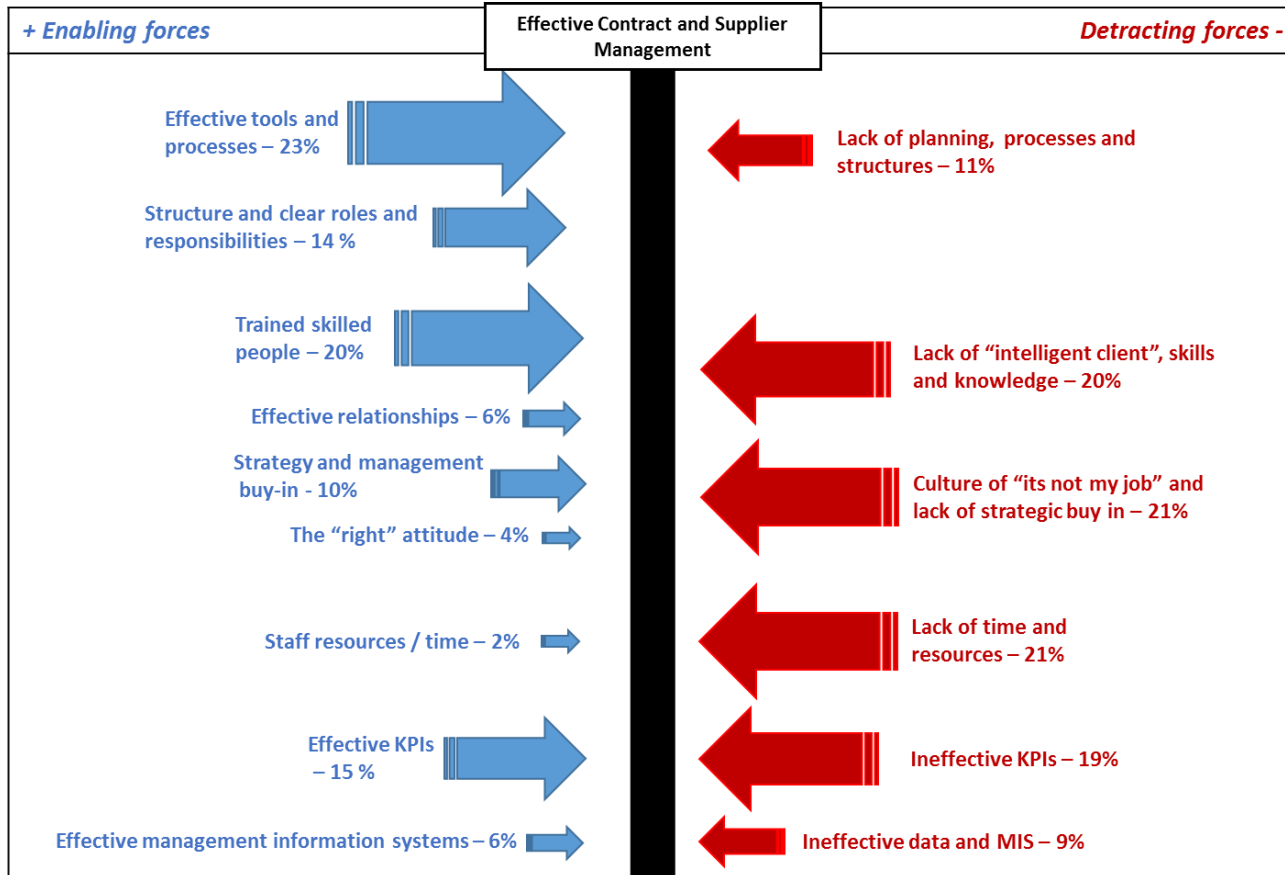 + Enabling forces
Effective Contract and Supplier
Management
Detracting forces -
Effective tools and
processes – 23%
Lack of planning, processes and
structures – 11%
Structure and clear roles and
responsibilities – 14 %
Trained skilled
people – 20%
Lack of “intelligent client”, skills
and knowledge – 20%
Effective relationships – 6%
Strategy and management
buy-in - 10%
Culture of “its not my job” and
lack of strategic buy in – 21%
The “right” attitude – 4%
Staff resources / time – 2%
Lack of time and
resources – 21%
Effective KPIs
– 15 %
Ineffective KPIs – 19%
Effective management information systems – 6%
Ineffective data and MIS – 9%